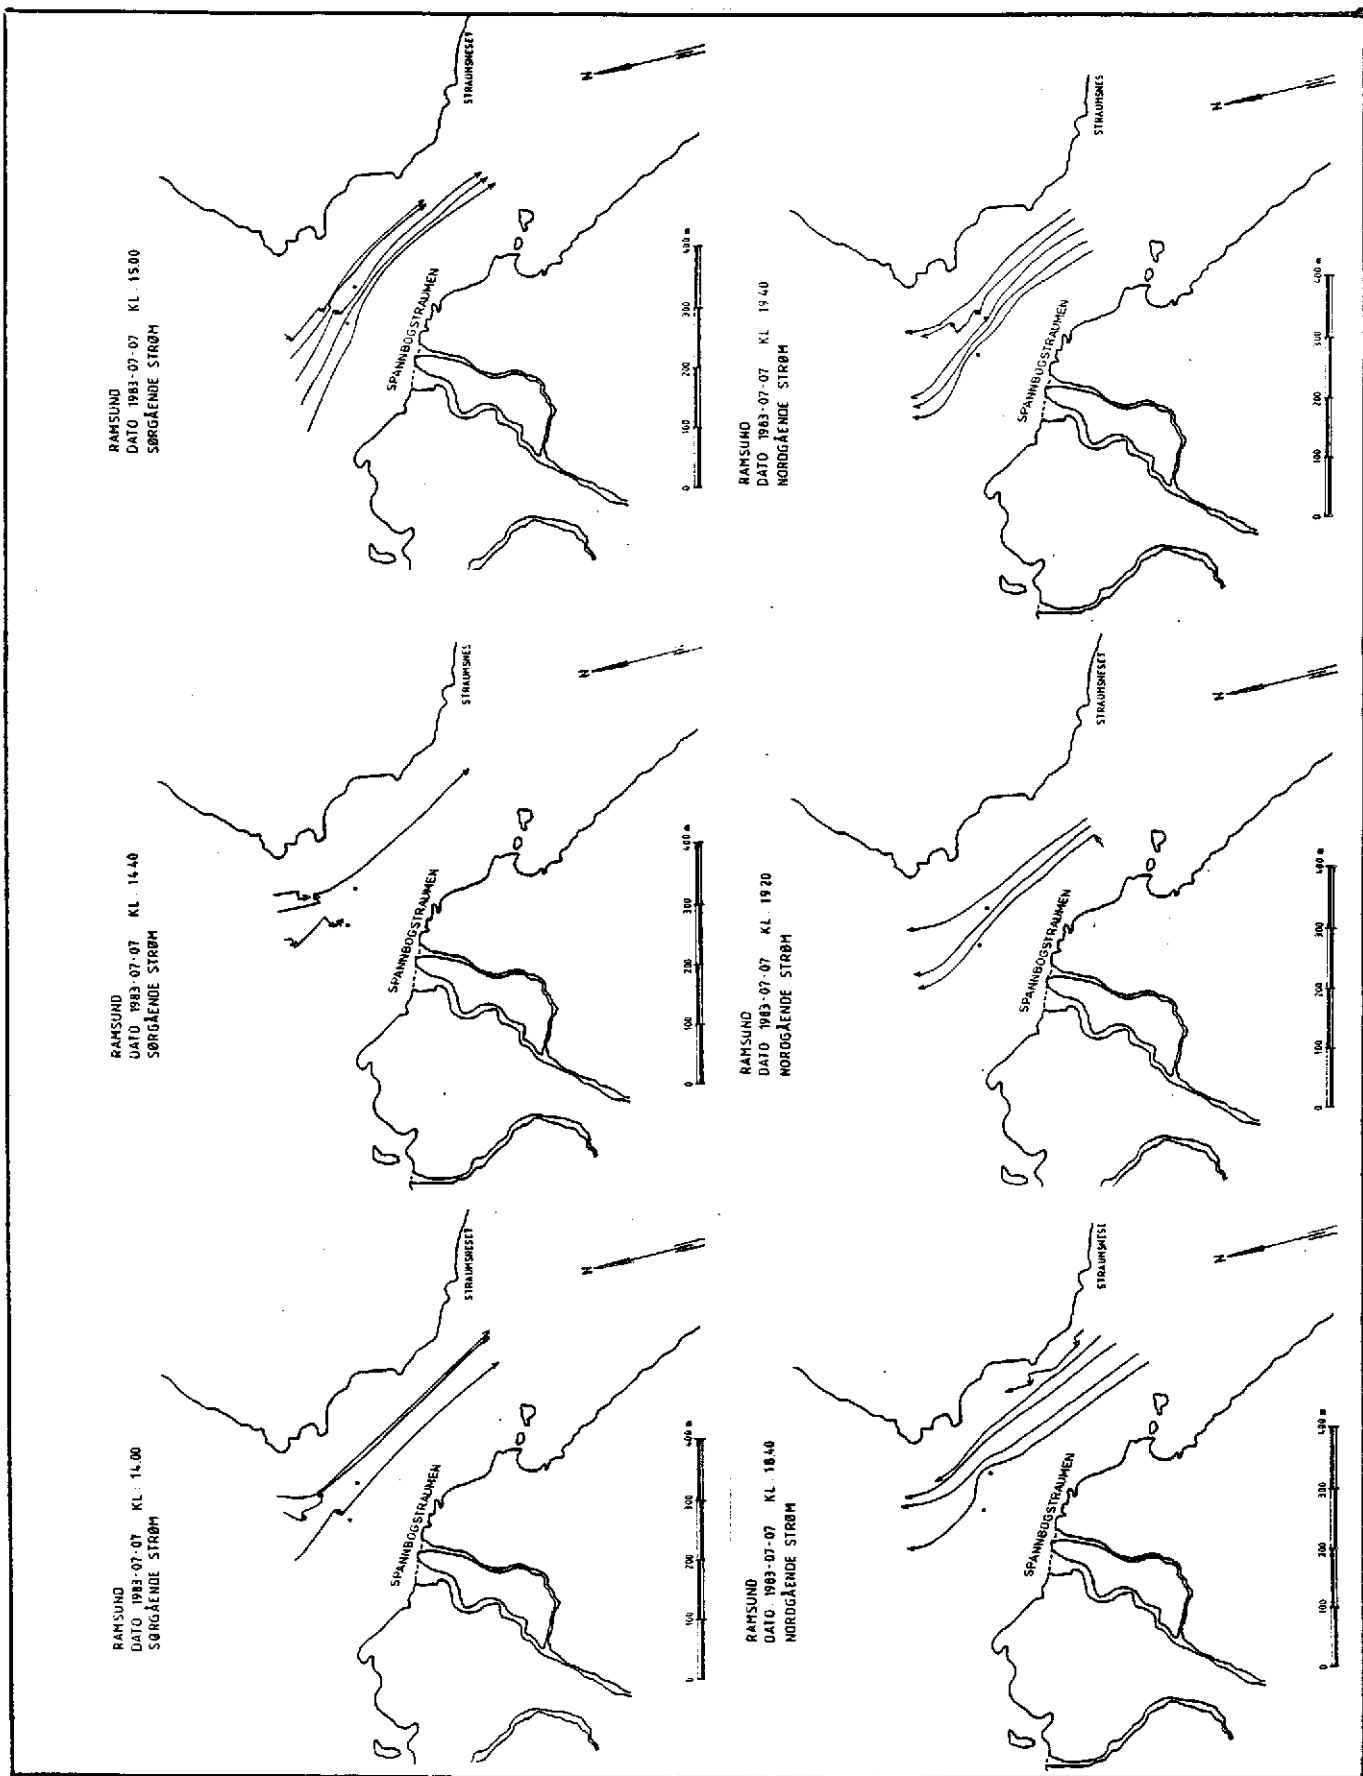 RAMSUND
DATO 1983-07-07 KL. 14.00
SØRGÅENDE STRØM
SPANNBOGSTRAUMEN
STRAUMSNESET
N
0 100 200 300 400 m
RAMSUND
DATO 1983-07-07 KL. 14.40
SØRGÅENDE STRØM
SPANNBOGSTRAUMEN
STRAUMSNES
N
0 100 200 300 400 m
RAMSUND
DATO 1983-07-07 KL. 15.00
SØRGÅENDE STRØM
SPANNBOGSTRAUMEN
STRAUMSNESET
N
0 100 200 300 400 m
RAMSUND
DATO 1983-07-07 KL. 18.40
NORDGÅENDE STRØM
SPANNBOGSTRAUMEN
STRAUMSNESE
N
0 100 200 300 400 m
RAMSUND
DATO 1983-07-07 KL. 19.20
NORDGÅENDE STRØM
SPANNBOGSTRAUMEN
STRAUMSNESET
N
0 100 200 300 400 m
RAMSUND
DATO 1983-07-07 KL. 19.40
NORDGÅENDE STRØM
SPANNBOGSTRAUMEN
STRAUMSNES
N
0 100 200 300 400 m